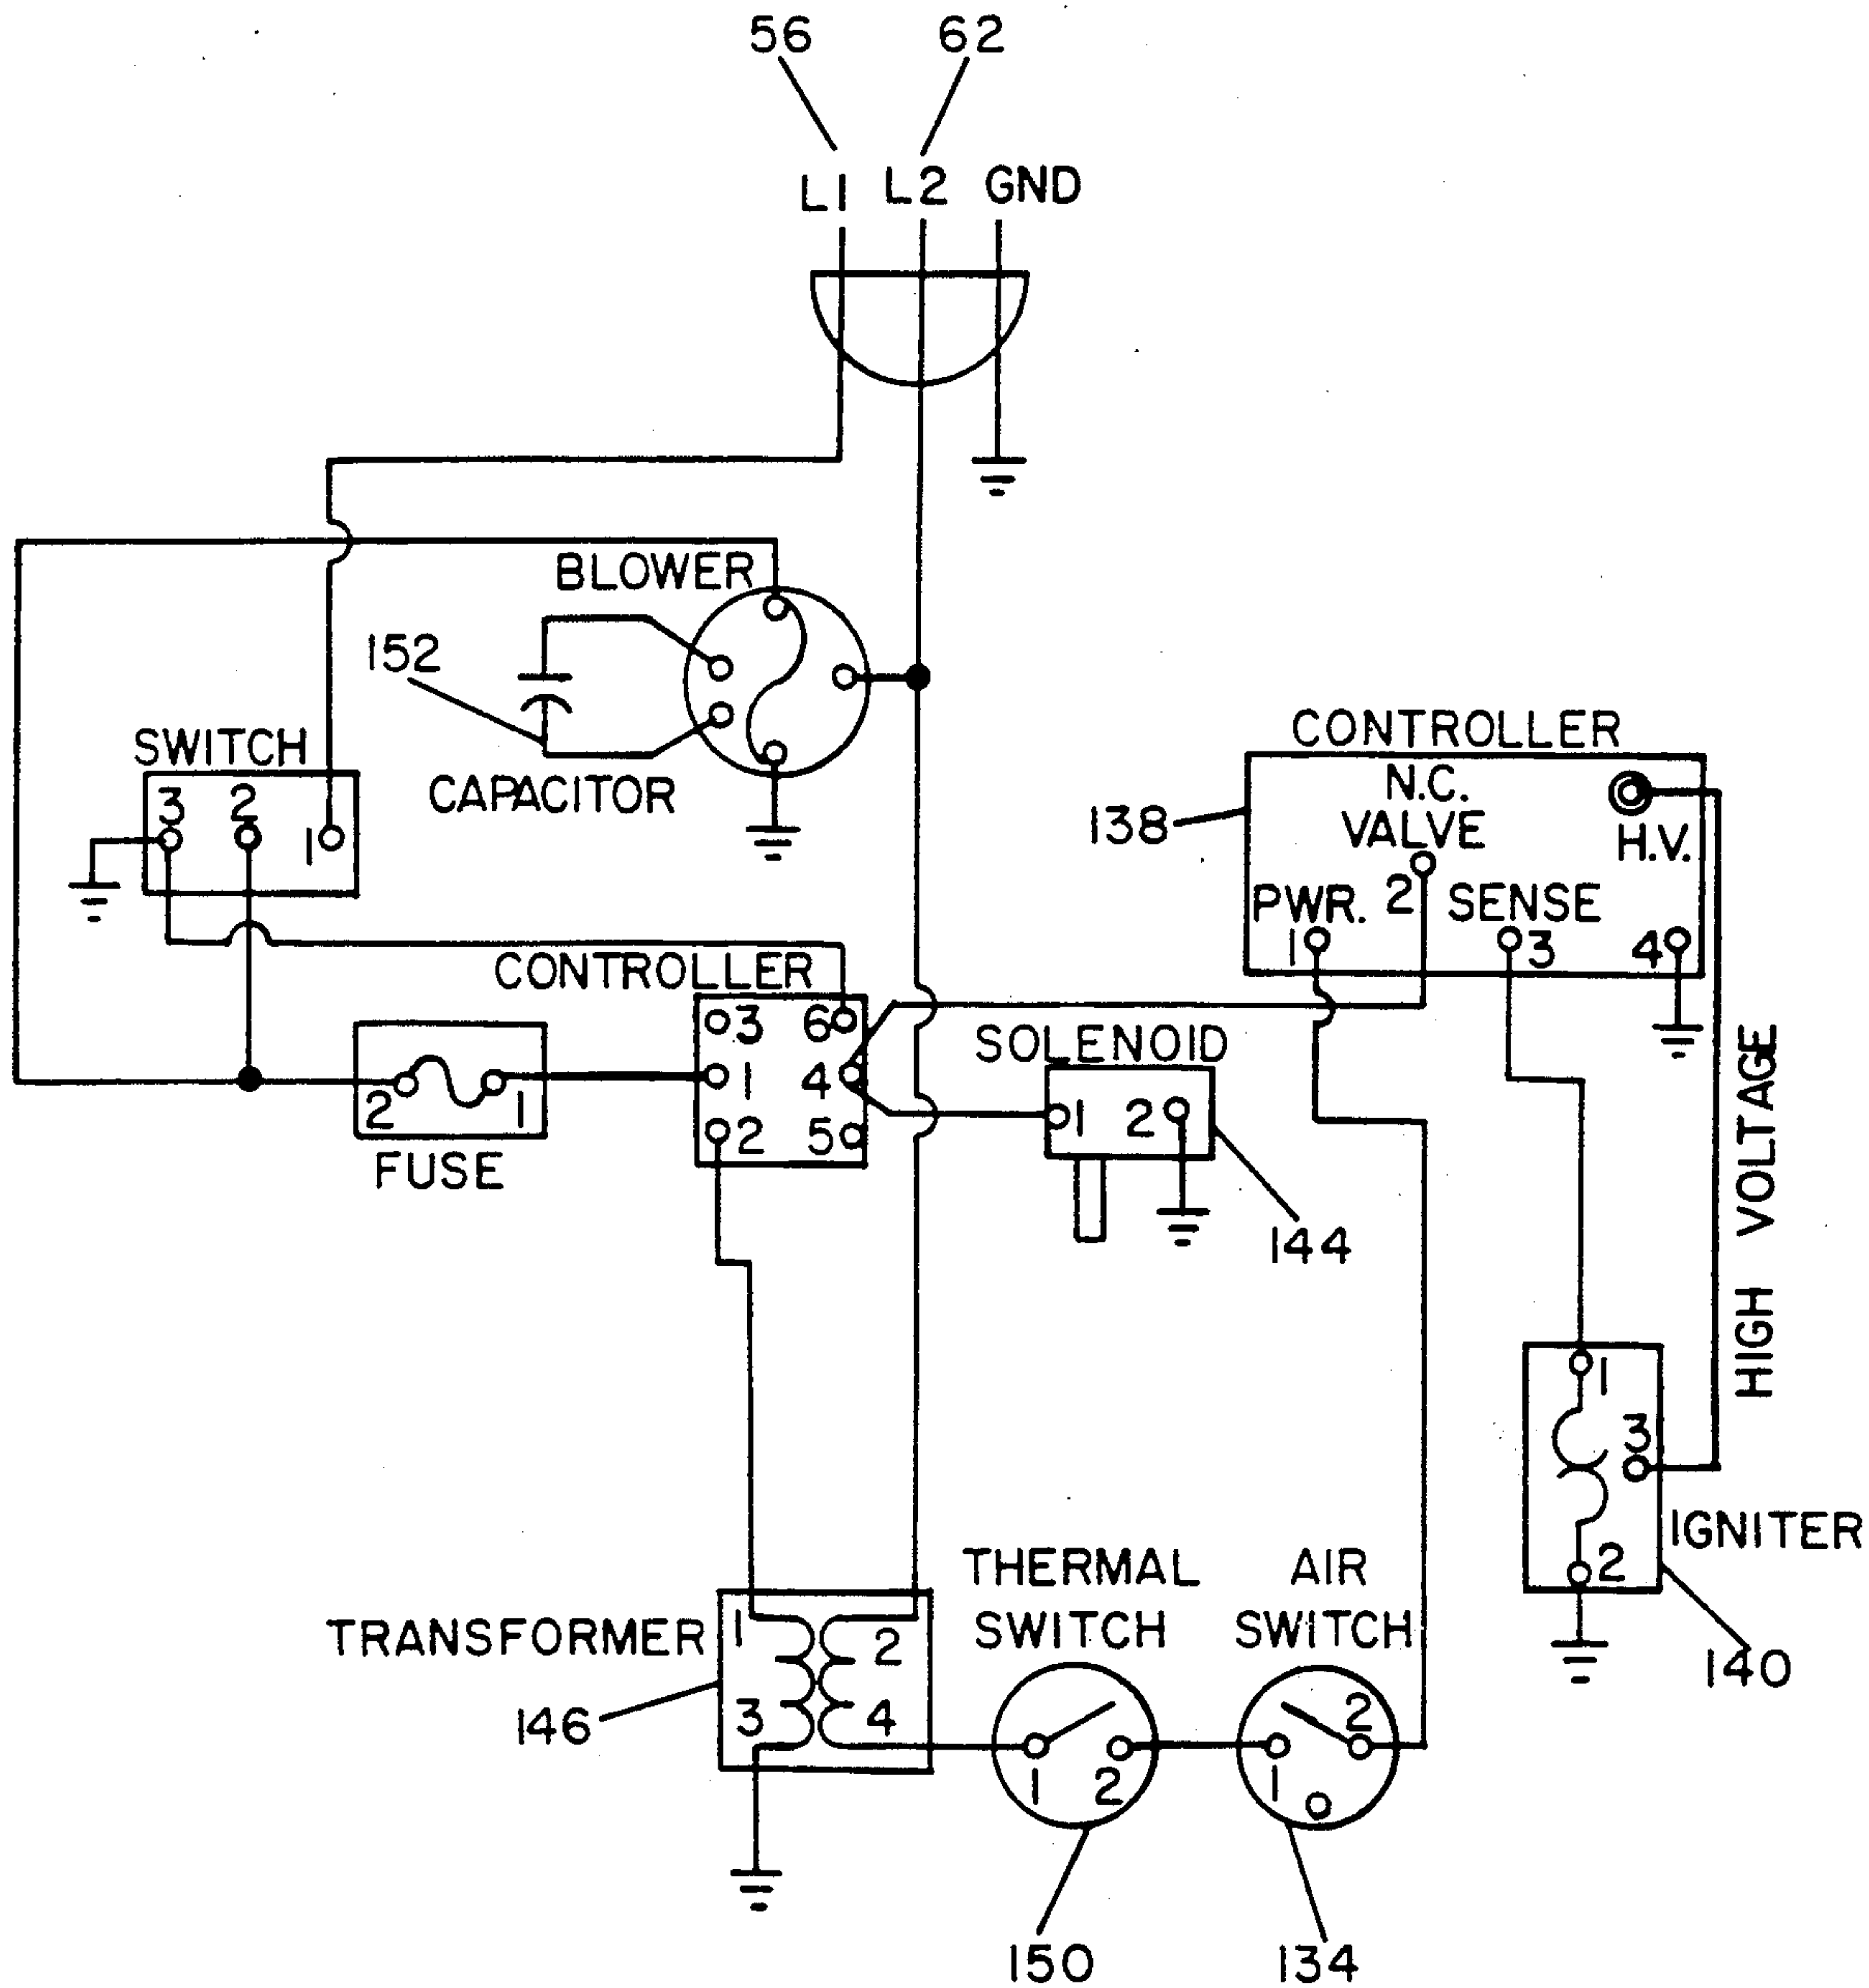 56 62
L1 L2 GND
BLOWER
152
CAPACITOR
SWITCH
3 2 1
CONTROLLER
138
N.C.
VALVE
H.V.
2
PWR. SENSE
1 3 4
CONTROLLER
3 6
1 4
2 5
2 1
FUSE
SOLENOID
1 2
144
HIGH VOLTAGE
1
3
2
IGNITER
140
TRANSFORMER
146
1 2
3 4
THERMAL
SWITCH
1 2
150
AIR
SWITCH
2
1
134